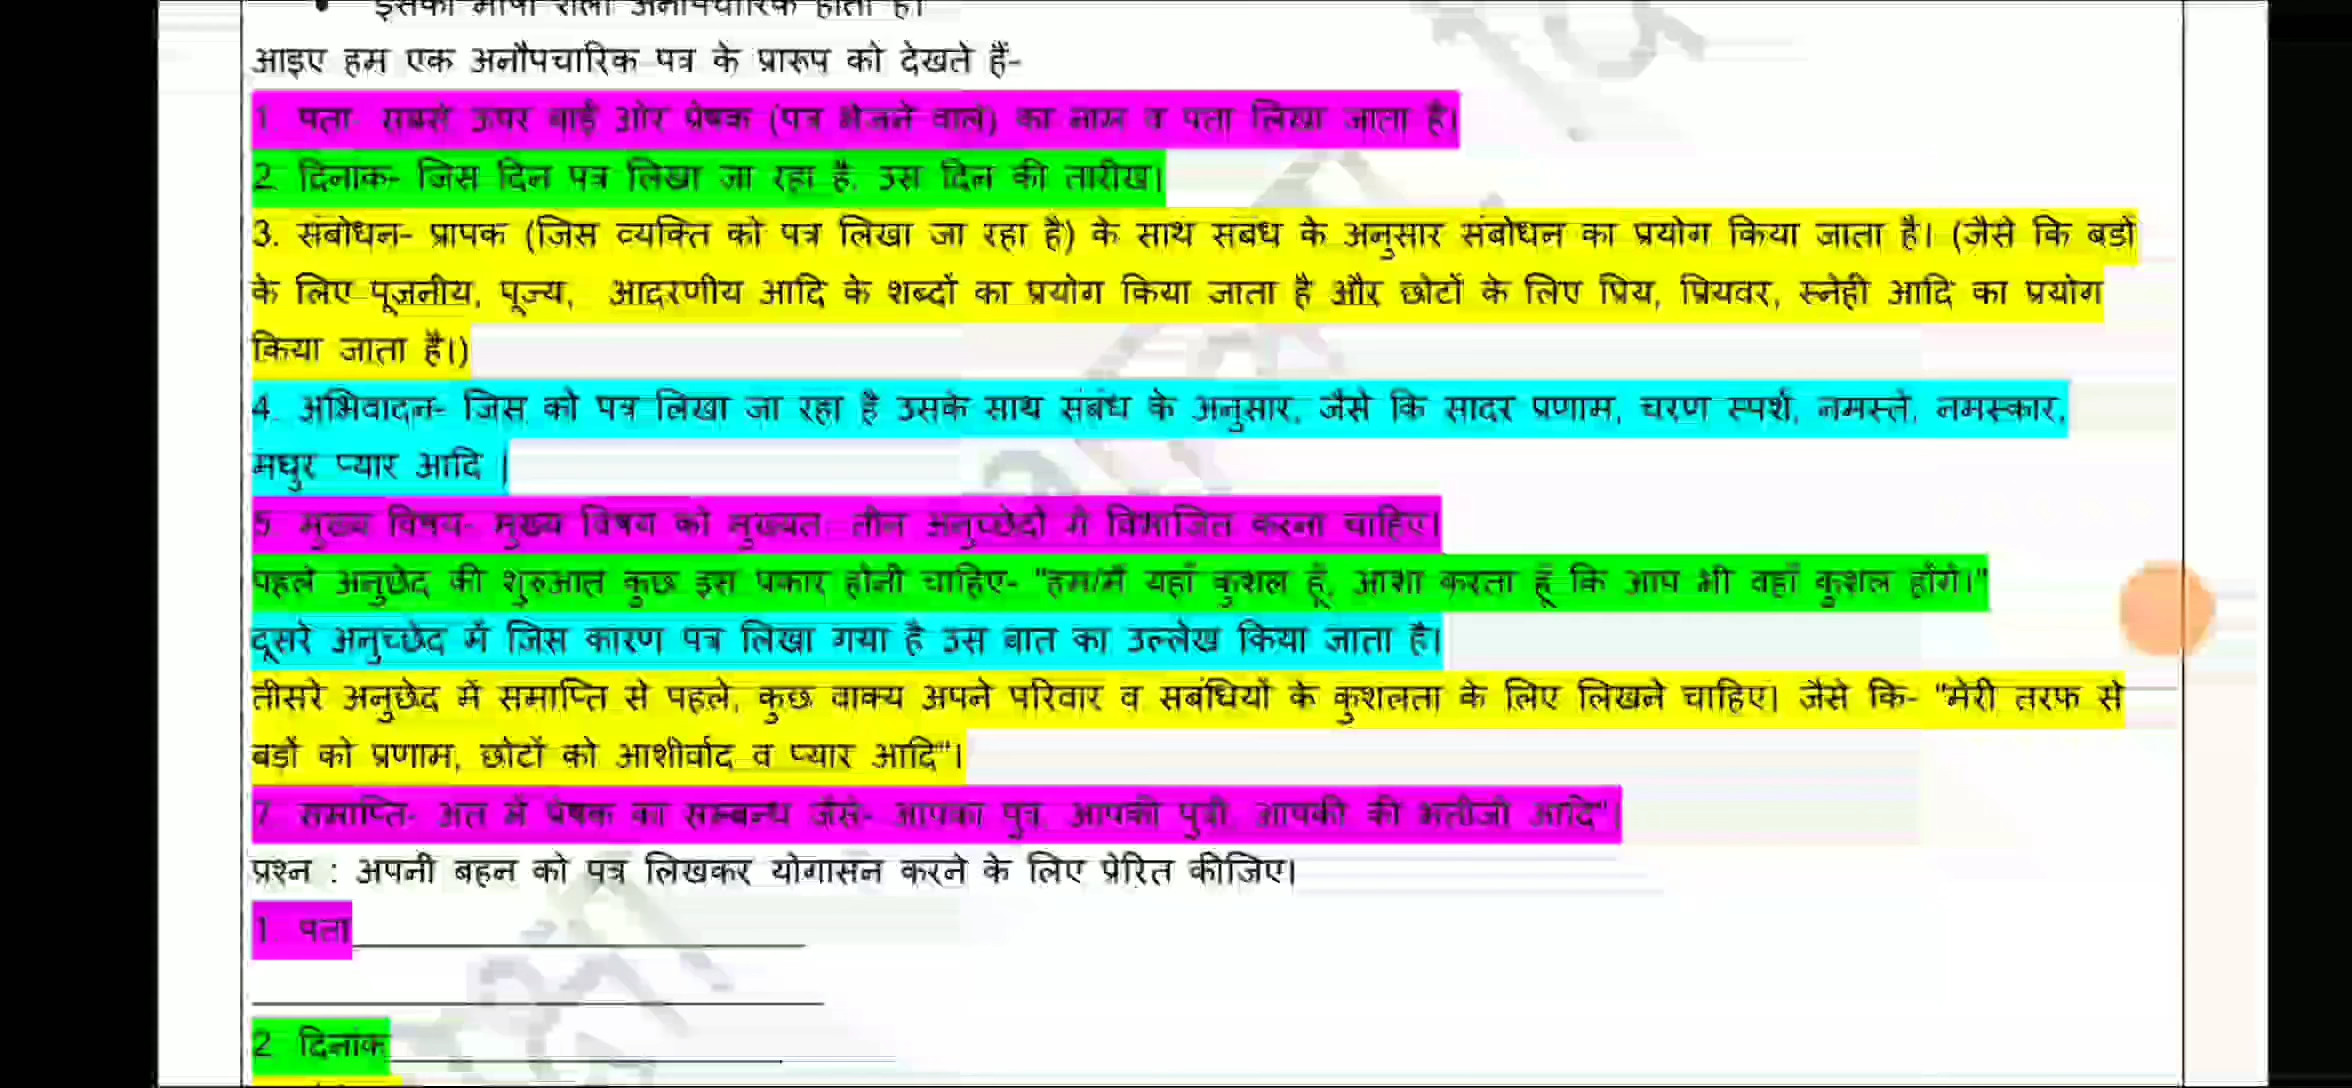 आइए हम एक अनौपचारिक पत्र के प्रारूप को देखते हैं-
1. पता- सबसे ऊपर बाईं ओर प्रेषक (पत्र भेजने वाले) का नाम व पता लिखा जाता है।
2. दिनांक- जिस दिन पत्र लिखा जा रहा है, उस दिन की तारीख।
3. संबोधन- प्रापक (जिस व्यक्ति को पत्र लिखा जा रहा है) के साथ संबंध के अनुसार संबोधन का प्रयोग किया जाता है। (जैसे कि बड़ों
के लिए पूजनीय, पूज्य, आदरणीय आदि के शब्दों का प्रयोग किया जाता है और छोटों के लिए प्रिय, प्रियवर, स्नेही आदि का प्रयोग
किया जाता है।)
4. अभिवादन- जिस को पत्र लिखा जा रहा है उसके साथ संबंध के अनुसार, जैसे कि सादर प्रणाम, चरण स्पर्श, नमस्ते, नमस्कार,
मधुर प्यार आदि |
5. मुख्य विषय- मुख्य विषय को मुख्यतः तीन अनुच्छेदों में विभाजित करना चाहिए।
पहले अनुछेद की शुरुआत कुछ इस प्रकार होनी चाहिए- "हम/मैं यहाँ कुशल हूँ, आशा करता हूँ कि आप भी वहाँ कुशल होंगे।"
दूसरे अनुच्छेद में जिस कारण पत्र लिखा गया है उस बात का उल्लेख किया जाता है।
तीसरे अनुछेद में समाप्ति से पहले, कुछ वाक्य अपने परिवार व सबंधियों के कुशलता के लिए लिखने चाहिए। जैसे कि- "मेरी तरफ से
बड़ों को प्रणाम, छोटों को आशीर्वाद व प्यार आदि"।
7. समाप्ति- अंत में प्रेषक का सम्बन्ध जैसे- आपका पुत्र, आपकी पुत्री, आपकी की भतीजी आदि"।
प्रश्न : अपनी बहन को पत्र लिखकर योगासन करने के लिए प्रेरित कीजिए।
1. पता
2. दिनांक